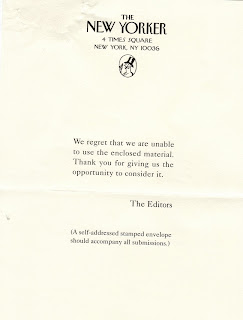 THE
NEW YORKER
4 TIMES SQUARE
NEW YORK, NY 10036
We regret that we are unable
to use the enclosed material.
Thank you for giving us the
opportunity to consider it.
The Editors
(A self-addressed stamped envelope
should accompany all submissions.)